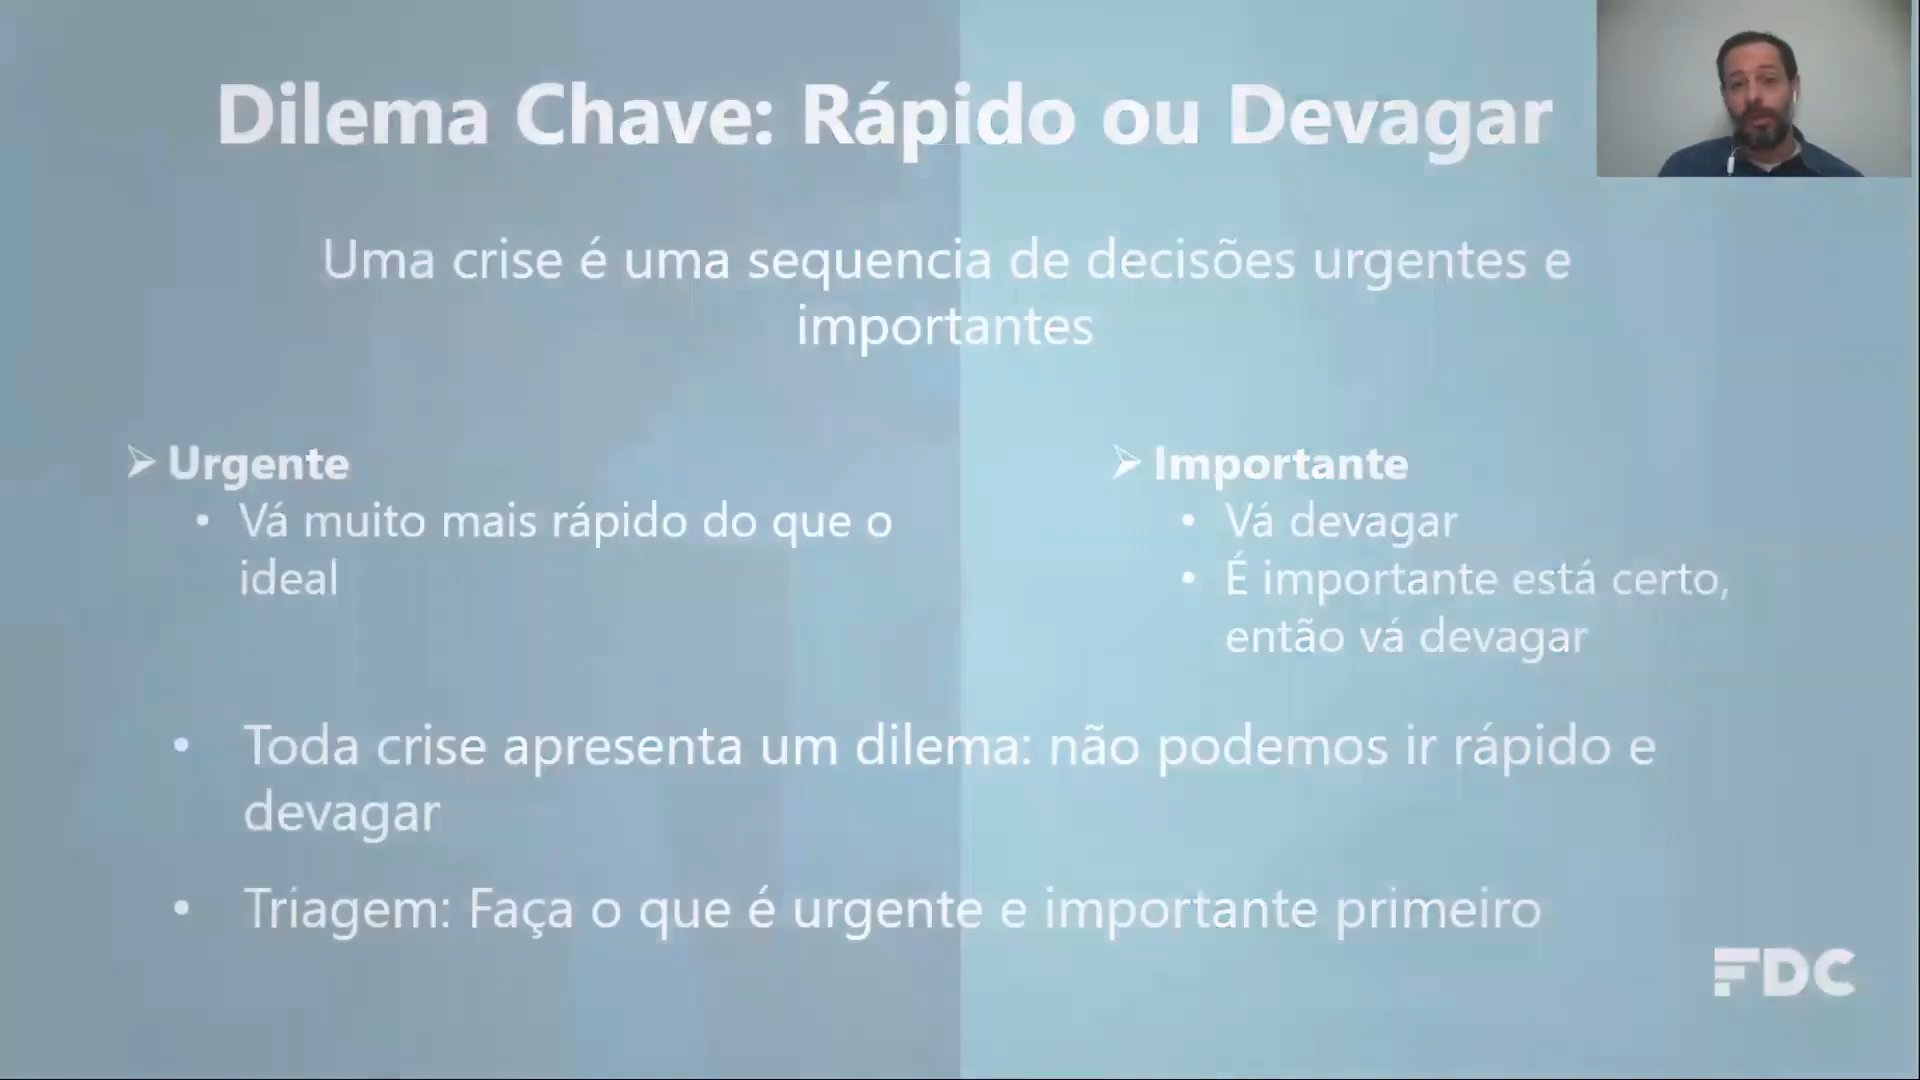 Dilema Chave: Rápido ou Devagar
Uma crise é uma sequencia de decisões urgentes e
importantes
➢ Urgente
• Vá muito mais rápido do que o
ideal
➢ Importante
• Vá devagar
• É importante está certo,
então vá devagar
• Toda crise apresenta um dilema: não podemos ir rápido e
devagar
• Triagem: Faça o que é urgente e importante primeiro
FDC